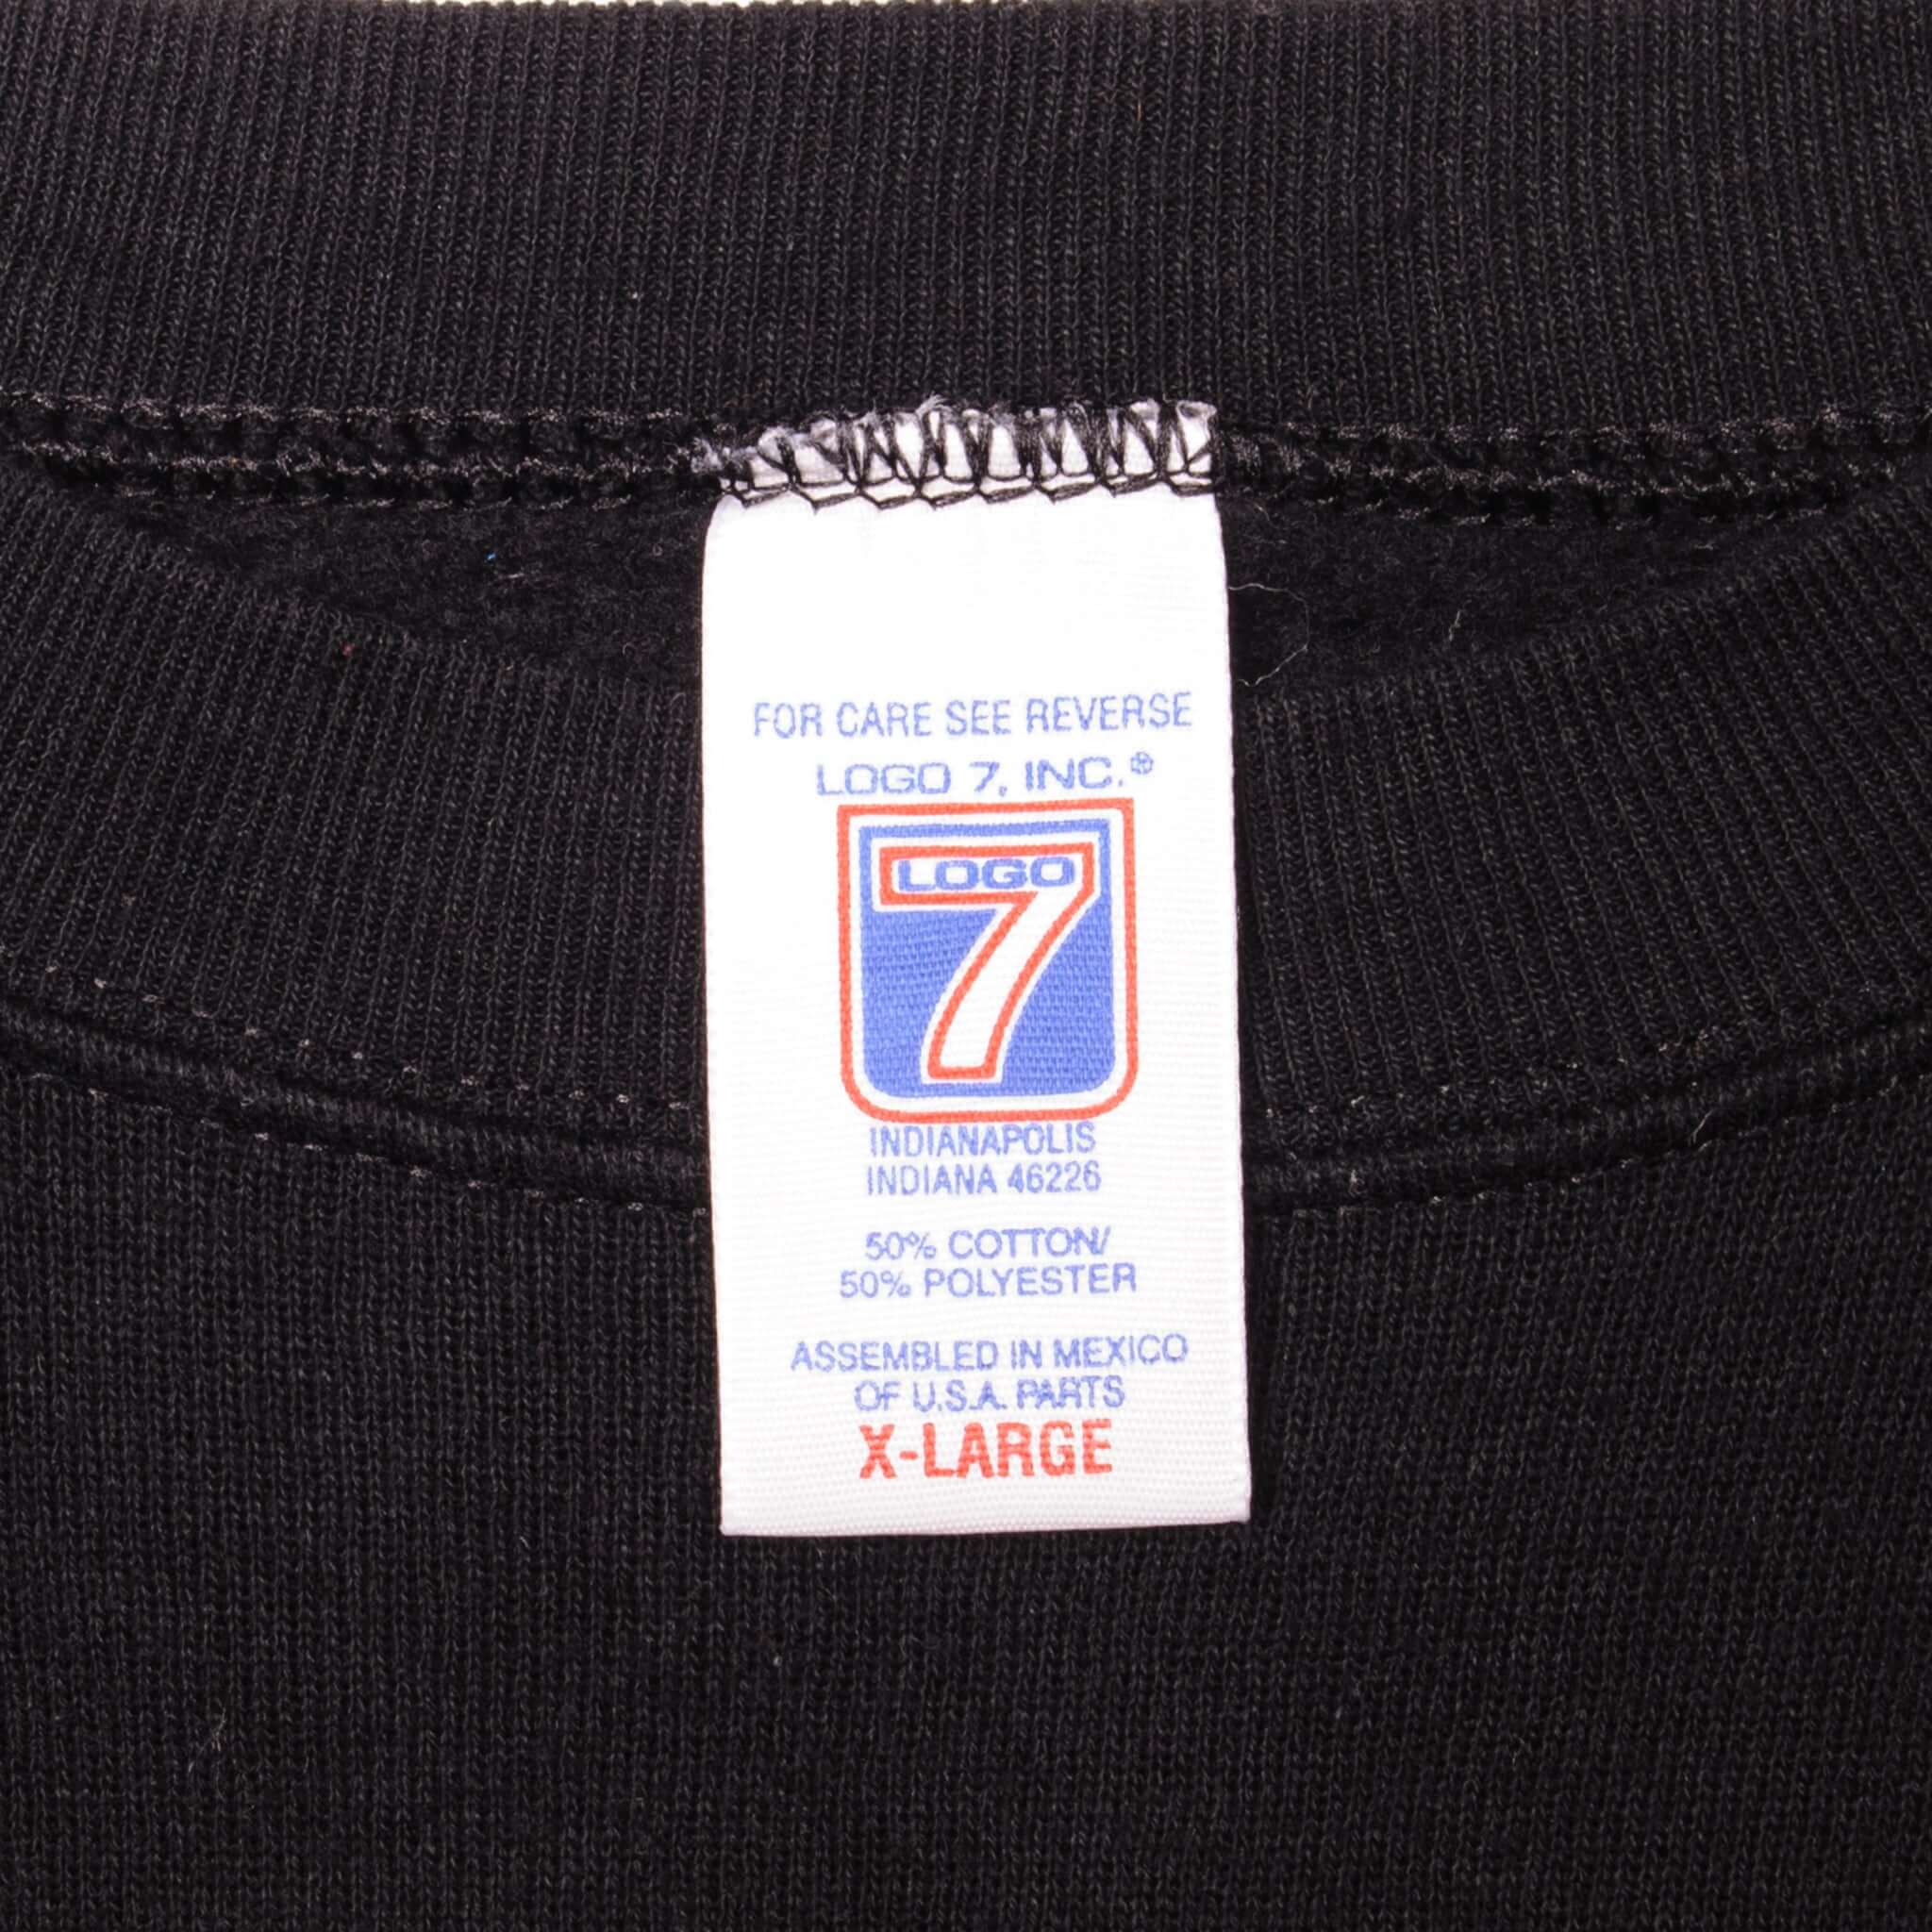 FOR CARE SEE REVERSE
LOGO 7, INC.®
LOGO
7
INDIANAPOLIS
INDIANA 46226
50% COTTON/
50% POLYESTER
ASSEMBLED IN MEXICO
OF U.S.A. PARTS
X-LARGE